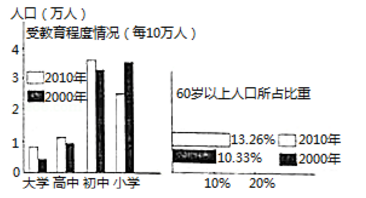 人口（万人）
受教育程度情况（每10万人）
4
3
2
1
0
2010年
2000年
大学 高中 初中 小学
60岁以上人口所占比重
13.26%
2010年
10.33%
2000年
10% 20%